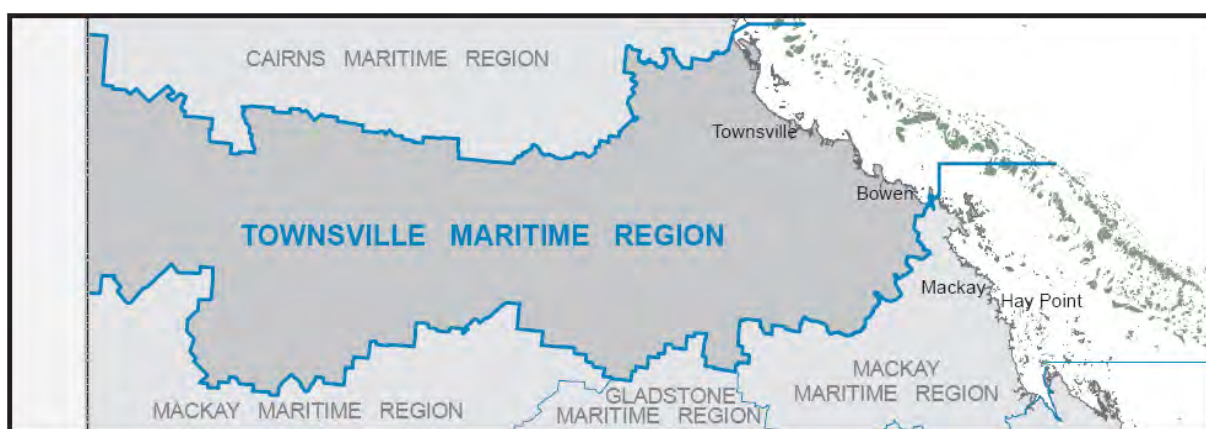 CAIRNS MARITIME REGION
Townsville
Bowen
TOWNSVILLE MARITIME REGION
Mackay
Hay Point
MACKAY
MARITIME REGION
GLADSTONE
MARITIME REGION
MACKAY MARITIME REGION